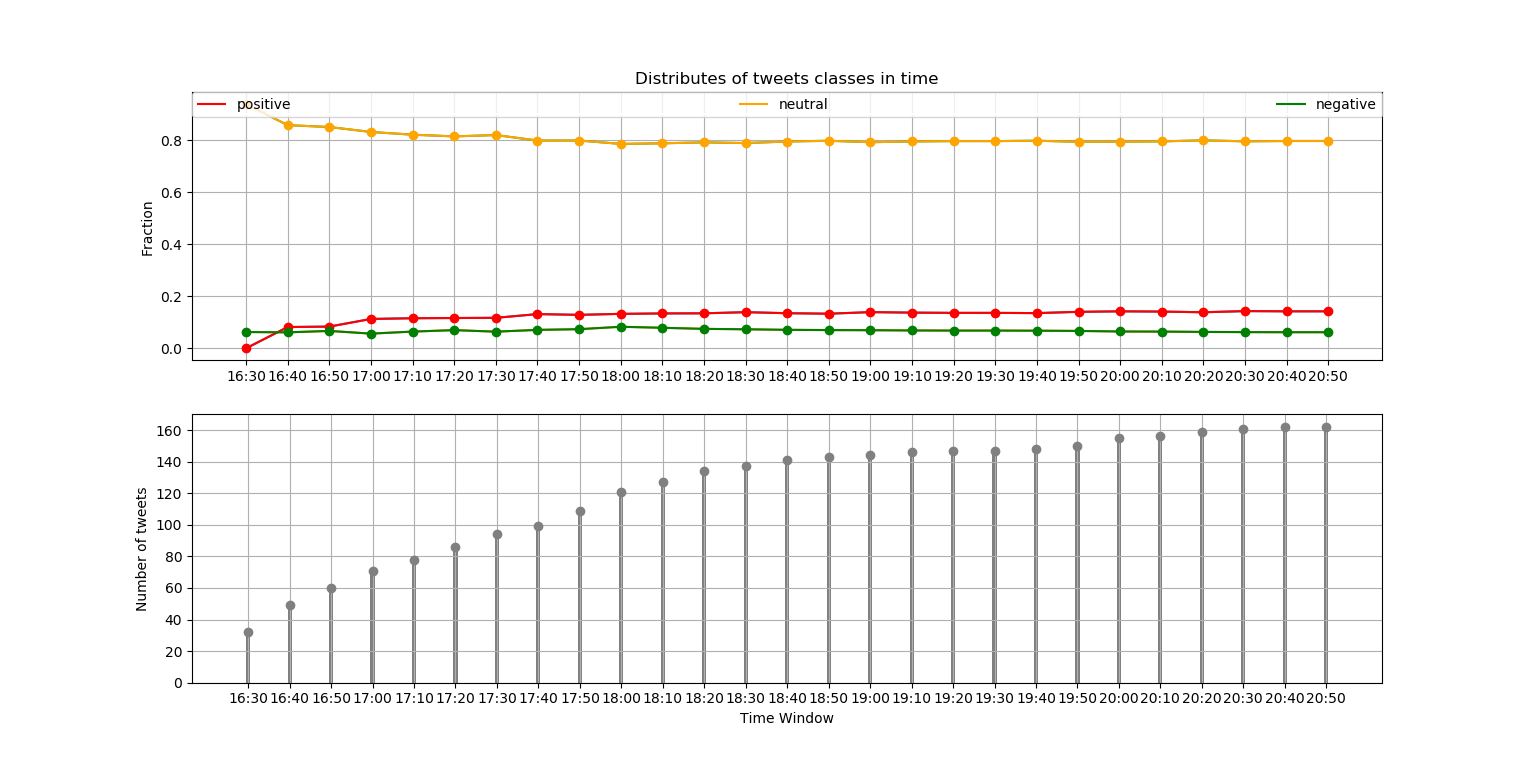 Distributes of tweets classes in time
positive neutral negative
0.8
0.6
0.4
0.2
0.0
Fraction
16:30 16:40 16:50 17:00 17:10 17:20 17:30 17:40 17:50 18:00 18:10 18:20 18:30 18:40 18:50 19:00 19:10 19:20 19:30 19:40 19:50 20:00 20:10 20:20 20:30 20:40 20:50
160
140
120
100
80
60
40
20
0
Number of tweets
16:30 16:40 16:50 17:00 17:10 17:20 17:30 17:40 17:50 18:00 18:10 18:20 18:30 18:40 18:50 19:00 19:10 19:20 19:30 19:40 19:50 20:00 20:10 20:20 20:30 20:40 20:50
Time Window